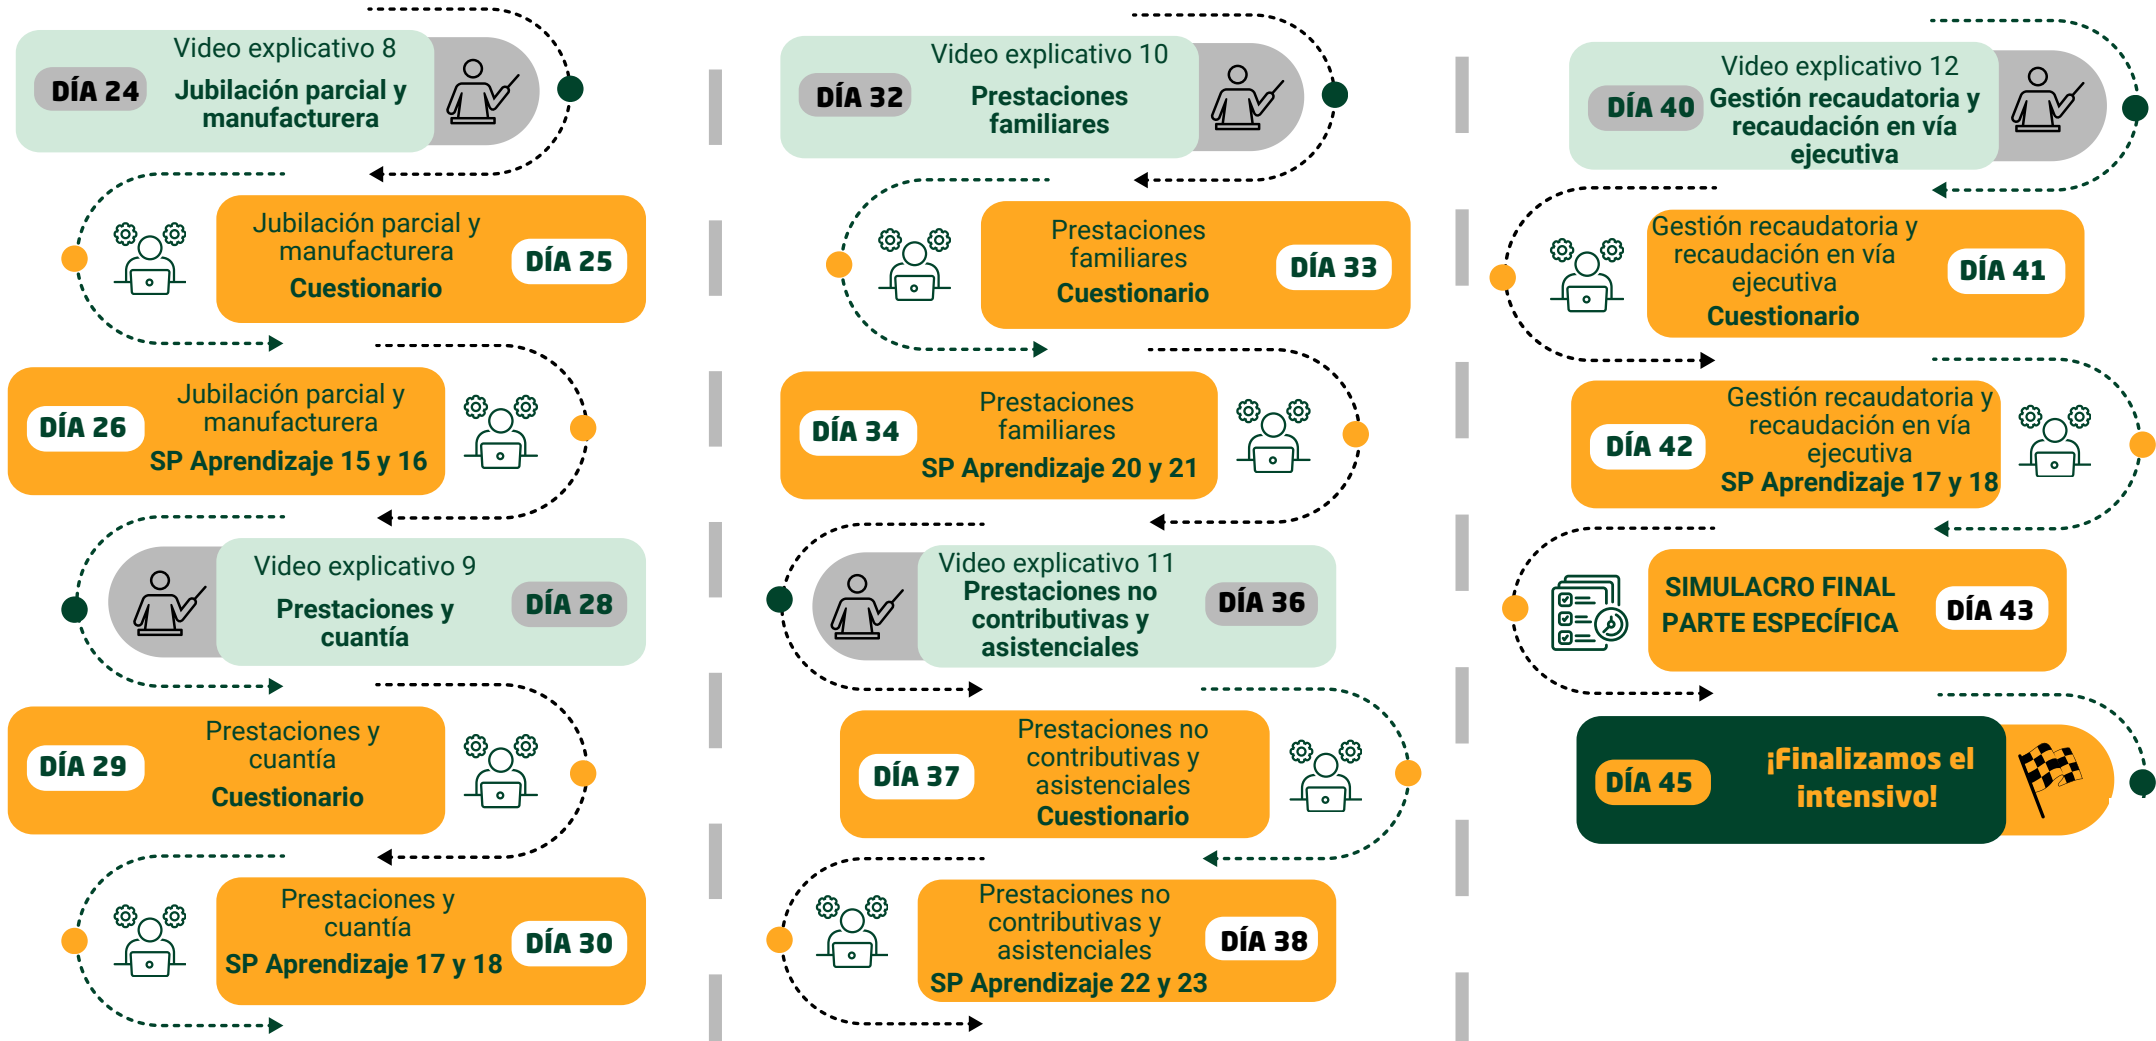 DÍA 24
Video explicativo 8
Jubilación parcial y
manufacturera
Jubilación parcial y
manufacturera
Cuestionario
DÍA 25
DÍA 26
Jubilación parcial y
manufacturera
SP Aprendizaje 15 y 16
Video explicativo 9
Prestaciones y
cuantía
DÍA 28
DÍA 29
Prestaciones y
cuantía
Cuestionario
Prestaciones y
cuantía
SP Aprendizaje 17 y 18
DÍA 30
DÍA 32
Video explicativo 10
Prestaciones
familiares
Prestaciones
familiares
Cuestionario
DÍA 33
DÍA 34
Prestaciones
familiares
SP Aprendizaje 20 y 21
Video explicativo 11
Prestaciones no
contributivas y
asistenciales
DÍA 36
DÍA 37
Prestaciones no
contributivas y
asistenciales
Cuestionario
Prestaciones no
contributivas y
asistenciales
SP Aprendizaje 22 y 23
DÍA 38
DÍA 40
Video explicativo 12
Gestión recaudatoria y
recaudación en vía
ejecutiva
Gestión recaudatoria y
recaudación en vía
ejecutiva
Cuestionario
DÍA 41
DÍA 42
Gestión recaudatoria y
recaudación en vía
ejecutiva
SP Aprendizaje 17 y 18
SIMULACRO FINAL
PARTE ESPECÍFICA
DÍA 43
DÍA 45
¡Finalizamos el
intensivo!